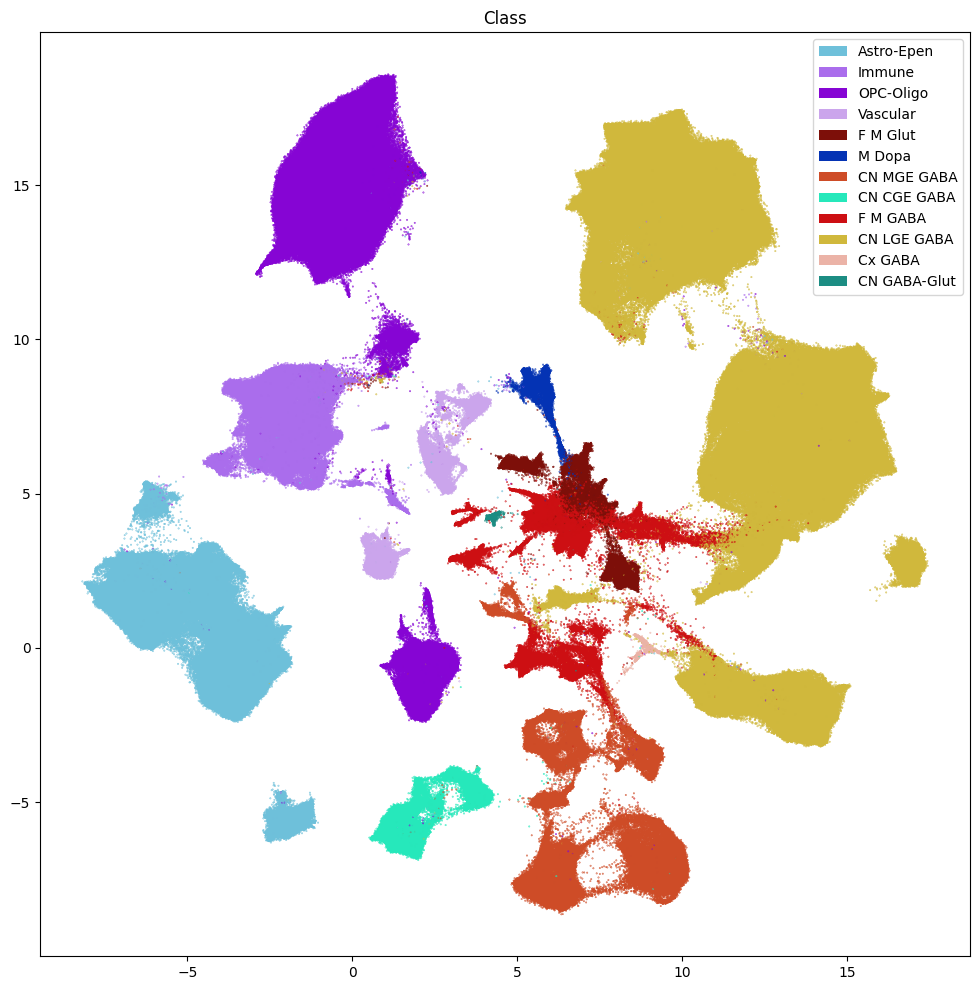 Class
Astro-Epen
Immune
OPC-Oligo
Vascular
F M Glut
M Dopa
CN MGE GABA
CN CGE GABA
F M GABA
CN LGE GABA
Cx GABA
CN GABA-Glut
15
10
5
0
−5
−5
0
5
10
15